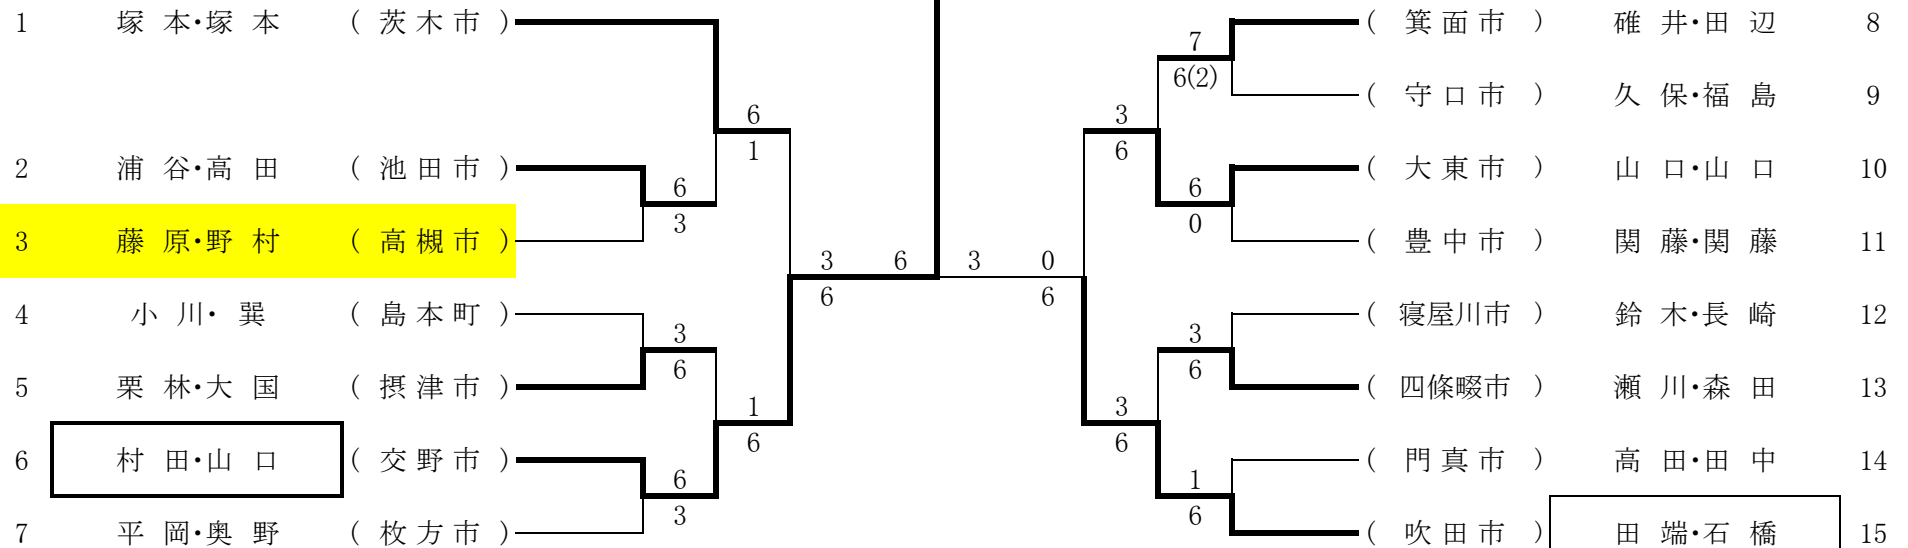 1 塚 本・塚 本 ( 茨 木 市 ) ( 箕 面 市 ) 碓 井・田 辺 8
7
6(2)
( 守 口 市 ) 久 保・福 島 9
6 3
1 6
2 浦 谷・高 田 ( 池 田 市 ) ( 大 東 市 ) 山 口・山 口 10
6 6
3 0
3 藤 原・野 村 ( 高 槻 市 ) ( 豊 中 市 ) 関 藤・関 藤 11
3 6 3 0
6 6
4 小 川・ 巽 ( 島 本 町 ) ( 寝屋川市 ) 鈴 木・長 崎 12
3 3
6 6
5 栗 林・大 国 ( 摂 津 市 ) ( 四條畷市 ) 瀬 川・森 田 13
1 3
6 6
6 村 田・山 口 ( 交 野 市 ) ( 門 真 市 ) 高 田・田 中 14
6 1
3 6
7 平 岡・奥 野 ( 枚 方 市 ) ( 吹 田 市 ) 田 端・石 橋 15